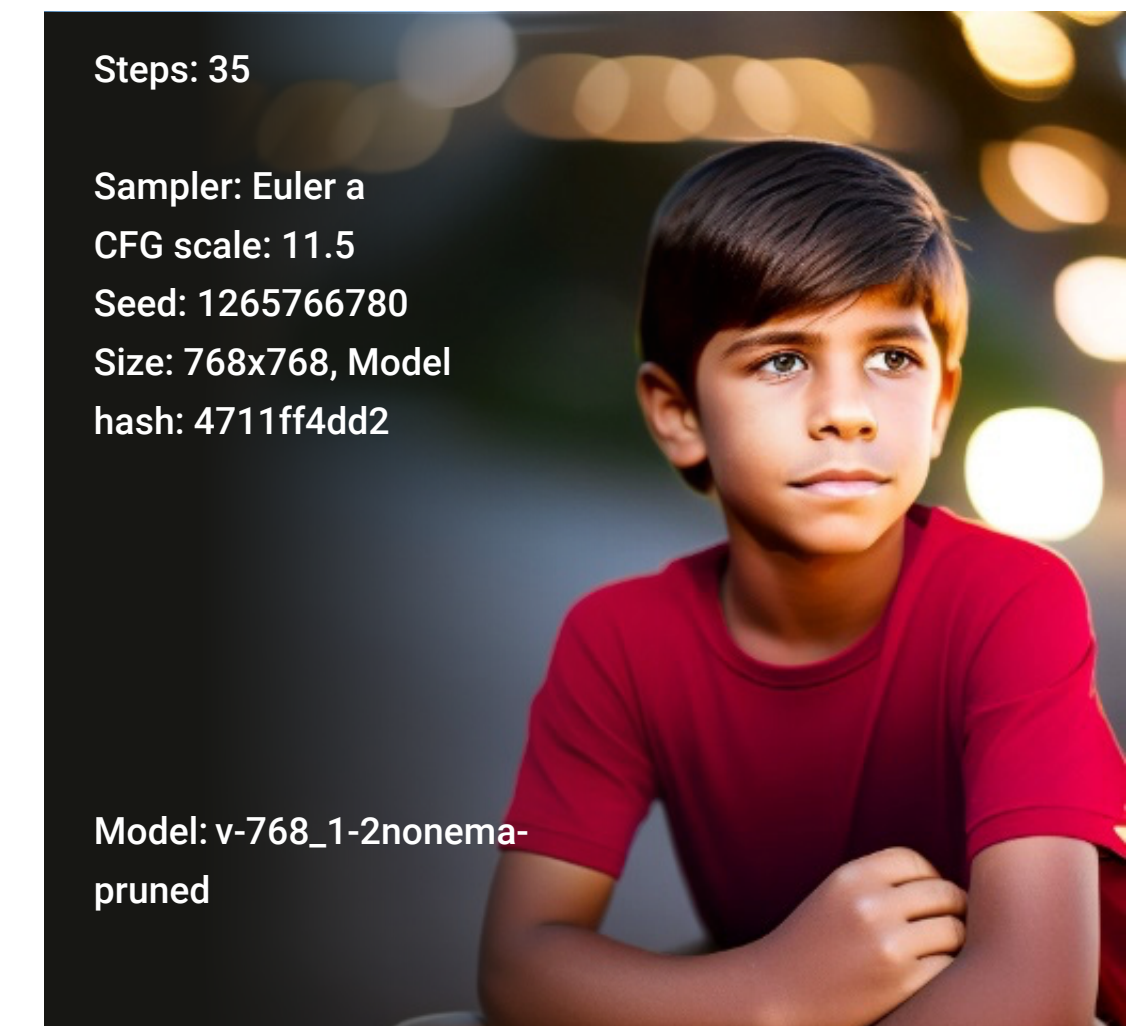 Steps: 35
Sampler: Euler a
CFG scale: 11.5
Seed: 1265766780
Size: 768x768, Model
hash: 4711ff4dd2
Model: v-768_1-2nonema-
pruned